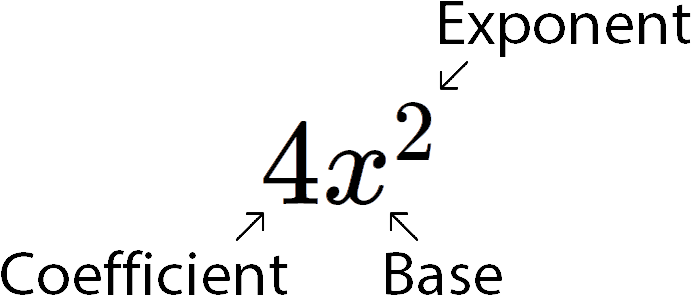 Exponent
4x²
Coefficient Base